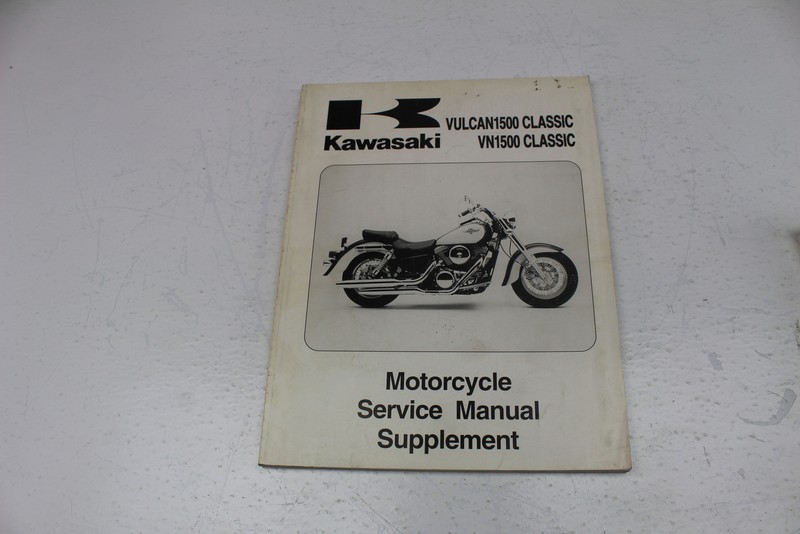 Kawasaki
VULCAN1500 CLASSIC
VN1500 CLASSIC
Motorcycle
Service Manual
Supplement